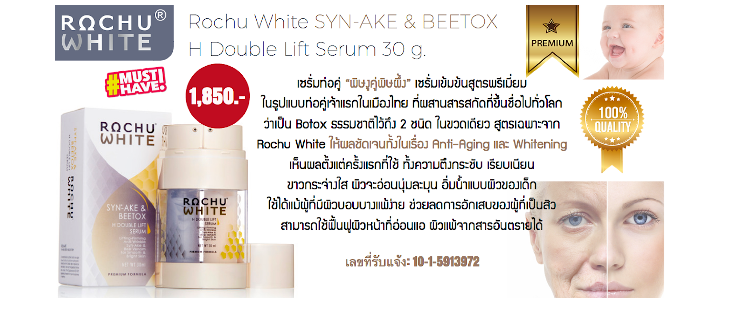 ROCHU®
WHITE
Rochu White SYN-AKE & BEETOX
H Double Lift Serum 30 g.
PREMIUM
#MUST
HAVE.
1,850.-
เซรั่มท่อคู่ "พิษงูคู่พิษผึ้ง" เซรั่มเข้มข้นสูตรพรีเมี่ยม
ในรูปแบบท่อคู่เจ้าแรกในเมืองไทย ที่ผสานสารสกัดที่ขึ้นชื่อไปทั่วโลก
ว่าเป็น Botox ธรรมชาติไว้ถึง 2 ชนิด ในขวดเดียว สูตรเฉพาะจาก
Rochu White ให้ผลชัดเจนทั้งในเรื่อง Anti-Aging และ Whitening
เห็นผลตั้งแต่ครั้งแรกที่ใช้ ทั้งความตึงกระชับ เรียบเนียน
ขาวกระจ่างใส ผิวจะอ่อนนุ่มละมุน อิ่มน้ำแบบผิวของเด็ก
ใช้ได้แม้ผู้ที่มีผิวบอบบางแพ้ง่าย ช่วยลดการอักเสบของผู้ที่เป็นสิว
สามารถใช้ฟื้นฟูผิวหน้าที่อ่อนแอ ผิวแพ้จากสารอันตรายได้
เลขที่รับแจ้ง: 10-1-5913972
100%
QUALITY
ROCHU
WHITE
SYN-AKE &
BEETOX
H DOUBLE LIFT
SERUM
ROCHU
WHITE
SYN-AKE &
BEETOX
H DOUBLE LIFT
SERUM